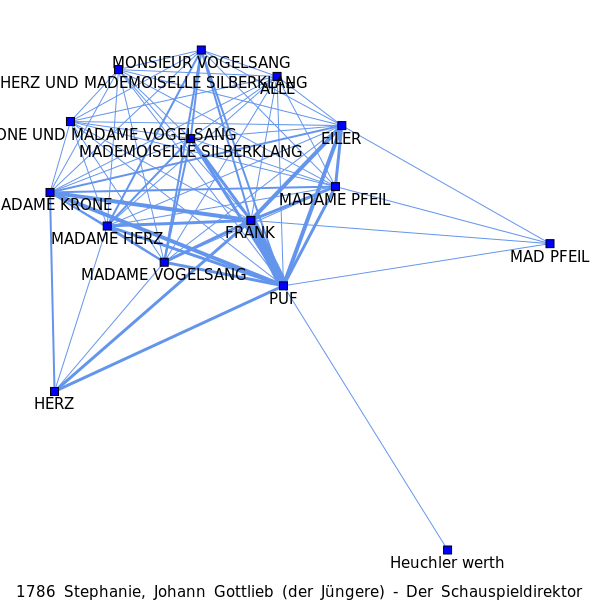 MONSIEUR VOGELSANG
HERZ UND MADEMOISELLE SILBERKLANG
ALLE
ONE UND MADAME VOGELSANG
EILER
MADEMOISELLE SILBERKLANG
MADAME PFEIL
ADAME KRONE
FRANK
MADAME HERZ
MAD PFEIL
MADAME VOGELSANG
PUF
HERZ
Heuchler werth
1786 Stephanie, Johann Gottlieb (der Jüngere) - Der Schauspieldirektor